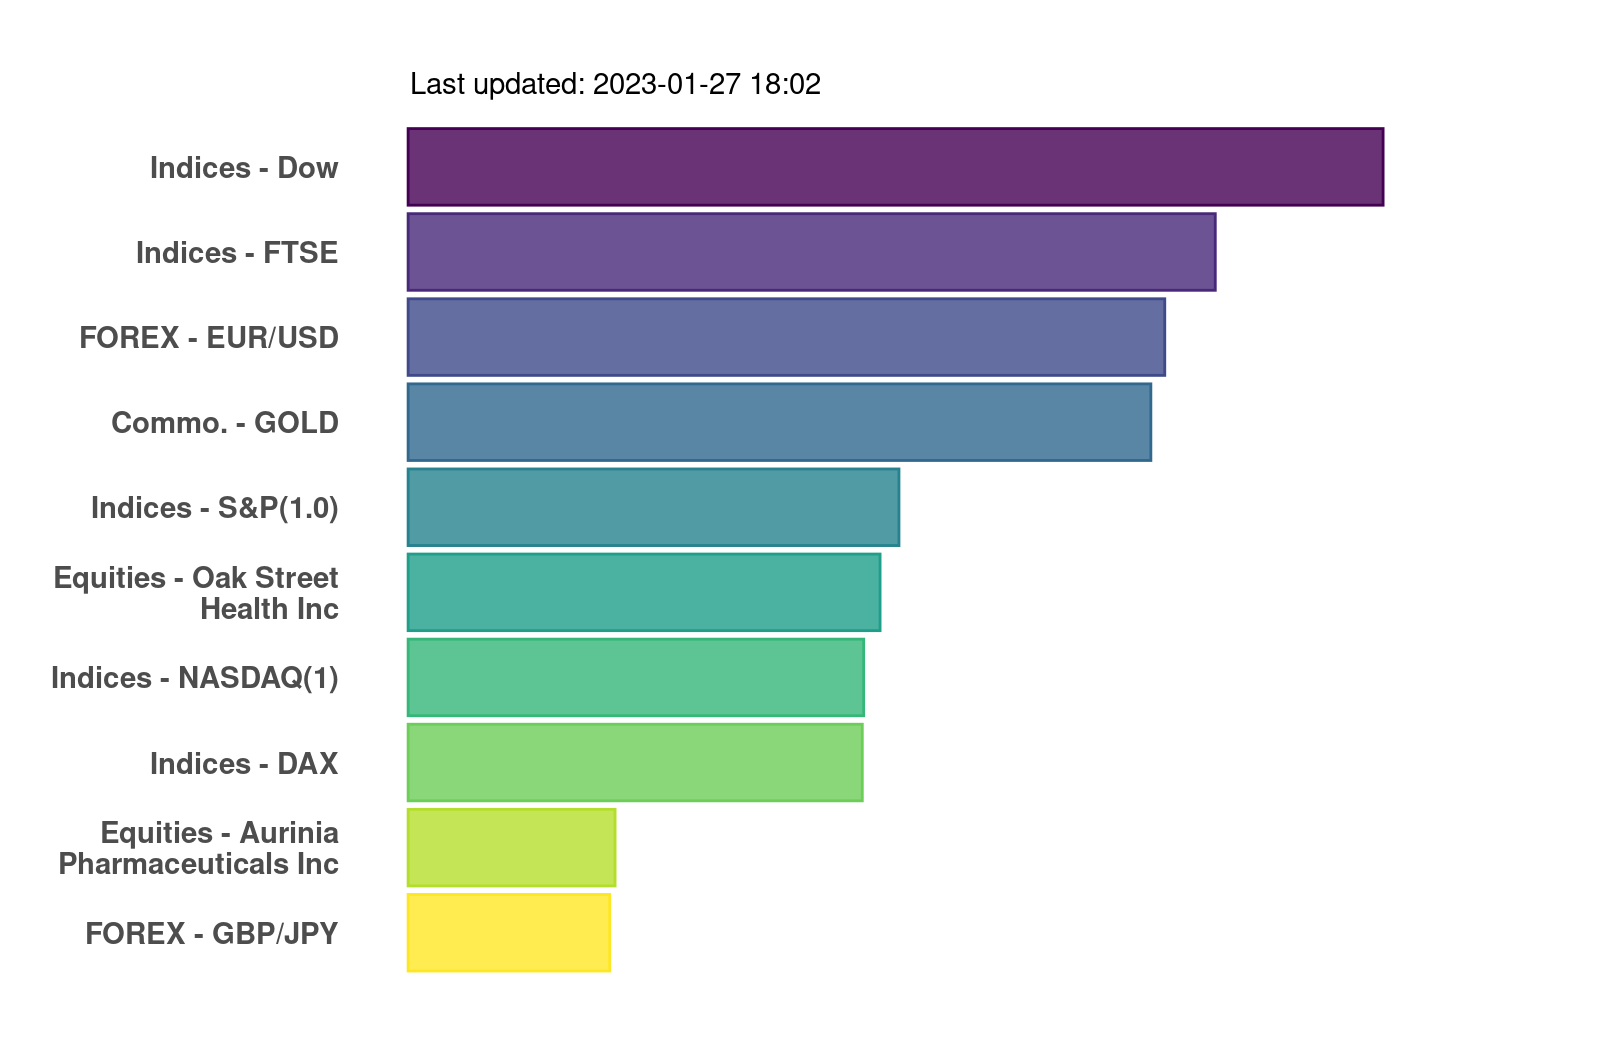 Last updated: 2023-01-27 18:02
Indices - Dow
Indices - FTSE
FOREX - EUR/USD
Commo. - GOLD
Indices - S&P(1.0)
Equities - Oak Street
Health Inc
Indices - NASDAQ(1)
Indices - DAX
Equities - Aurinia
Pharmaceuticals Inc
FOREX - GBP/JPY